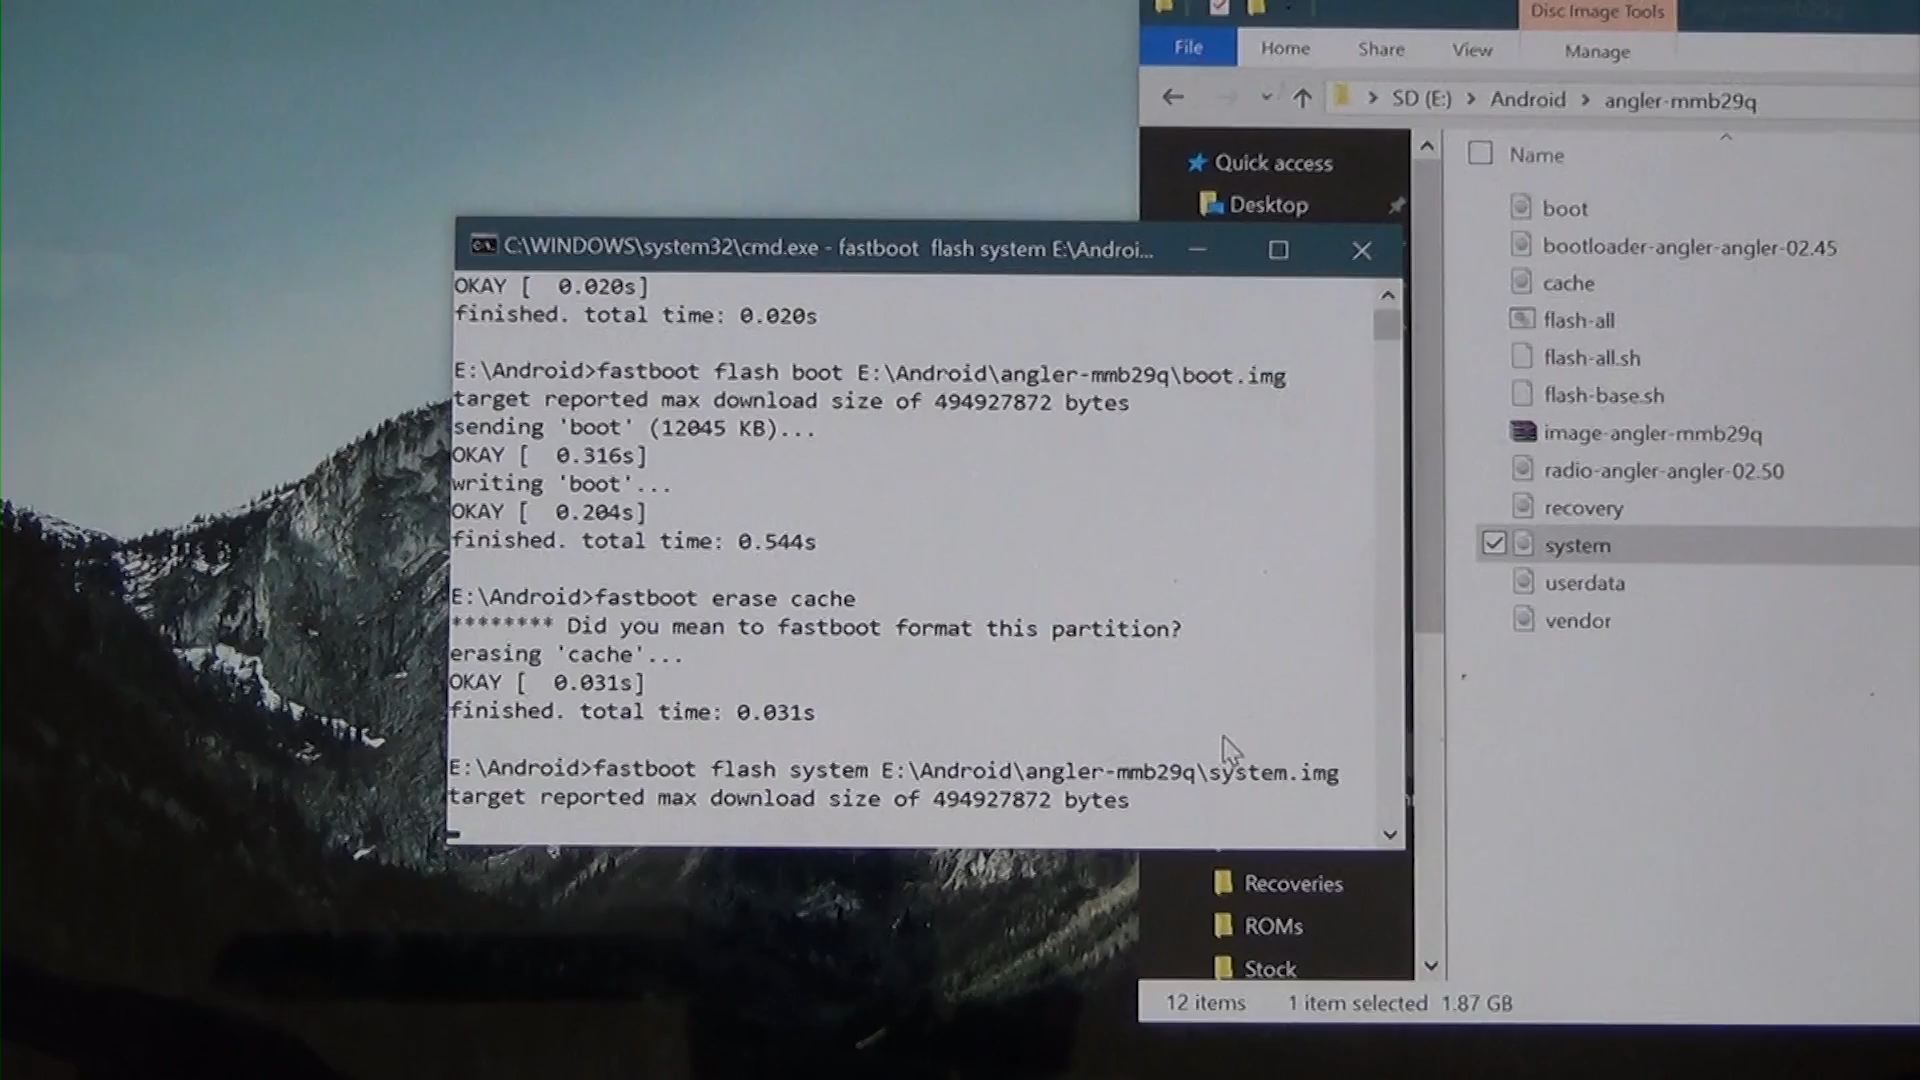 Disc Image Tools
File Home Share View Manage
SD (E:) > Android > angler-mmb29q
Quick access
Desktop
Name
boot
bootloader-angler-angler-02.45
cache
flash-all
flash-all.sh
flash-base.sh
image-angler-mmb29q
radio-angler-angler-02.50
recovery
system
userdata
vendor
C:\WINDOWS\system32\cmd.exe - fastboot flash system E:\Androi...
OKAY [ 0.020s]
finished. total time: 0.020s
E:\Android>fastboot flash boot E:\Android\angler-mmb29q\boot.img
target reported max download size of 494927872 bytes
sending 'boot' (12045 KB)...
OKAY [ 0.316s]
writing 'boot'...
OKAY [ 0.204s]
finished. total time: 0.544s
E:\Android>fastboot erase cache
******** Did you mean to fastboot format this partition?
erasing 'cache'...
OKAY [ 0.031s]
finished. total time: 0.031s
E:\Android>fastboot flash system E:\Android\angler-mmb29q\system.img
target reported max download size of 494927872 bytes
Recoveries
ROMs
Stock
12 items 1 item selected 1.87 GB